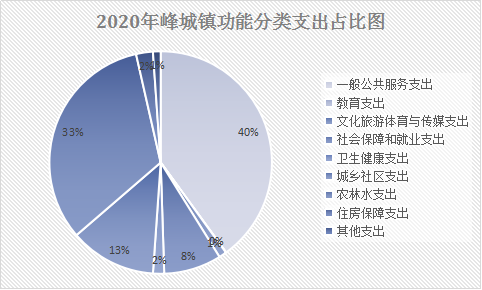 2020年峰城镇功能分类支出占比图
2% 1%
33%
40%
13%
2%
8%
0%
1%
一般公共服务支出
教育支出
文化旅游体育与传媒支出
社会保障和就业支出
卫生健康支出
城乡社区支出
农林水支出
住房保障支出
其他支出